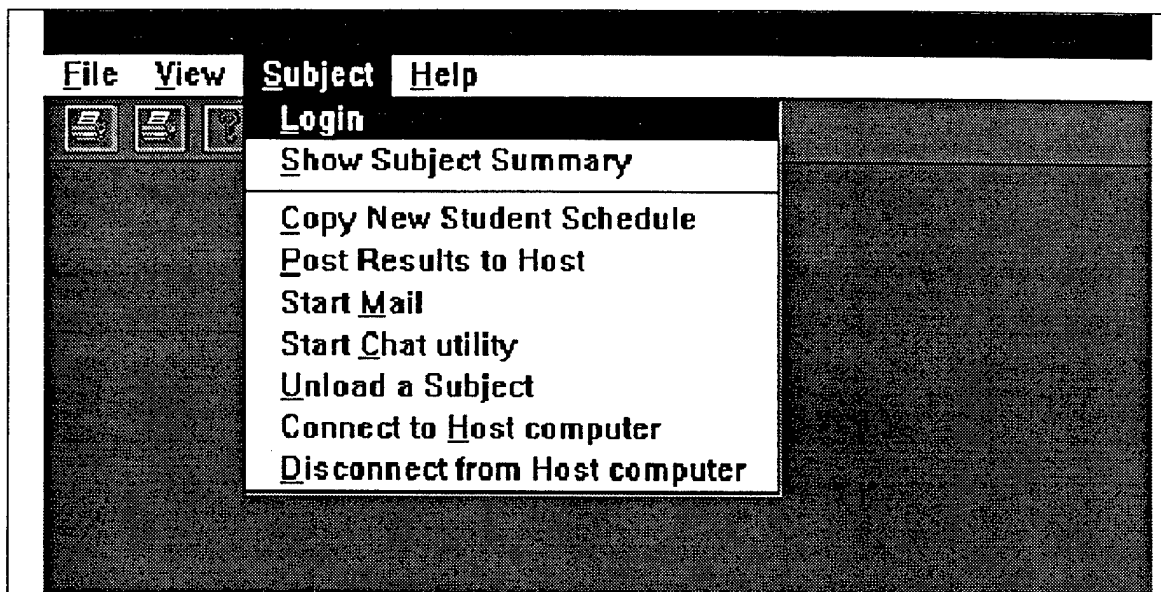 File View Subject Help
Login
Show Subject Summary
Copy New Student Schedule
Post Results to Host
Start Mail
Start Chat utility
Unload a Subject
Connect to Host computer
Disconnect from Host computer